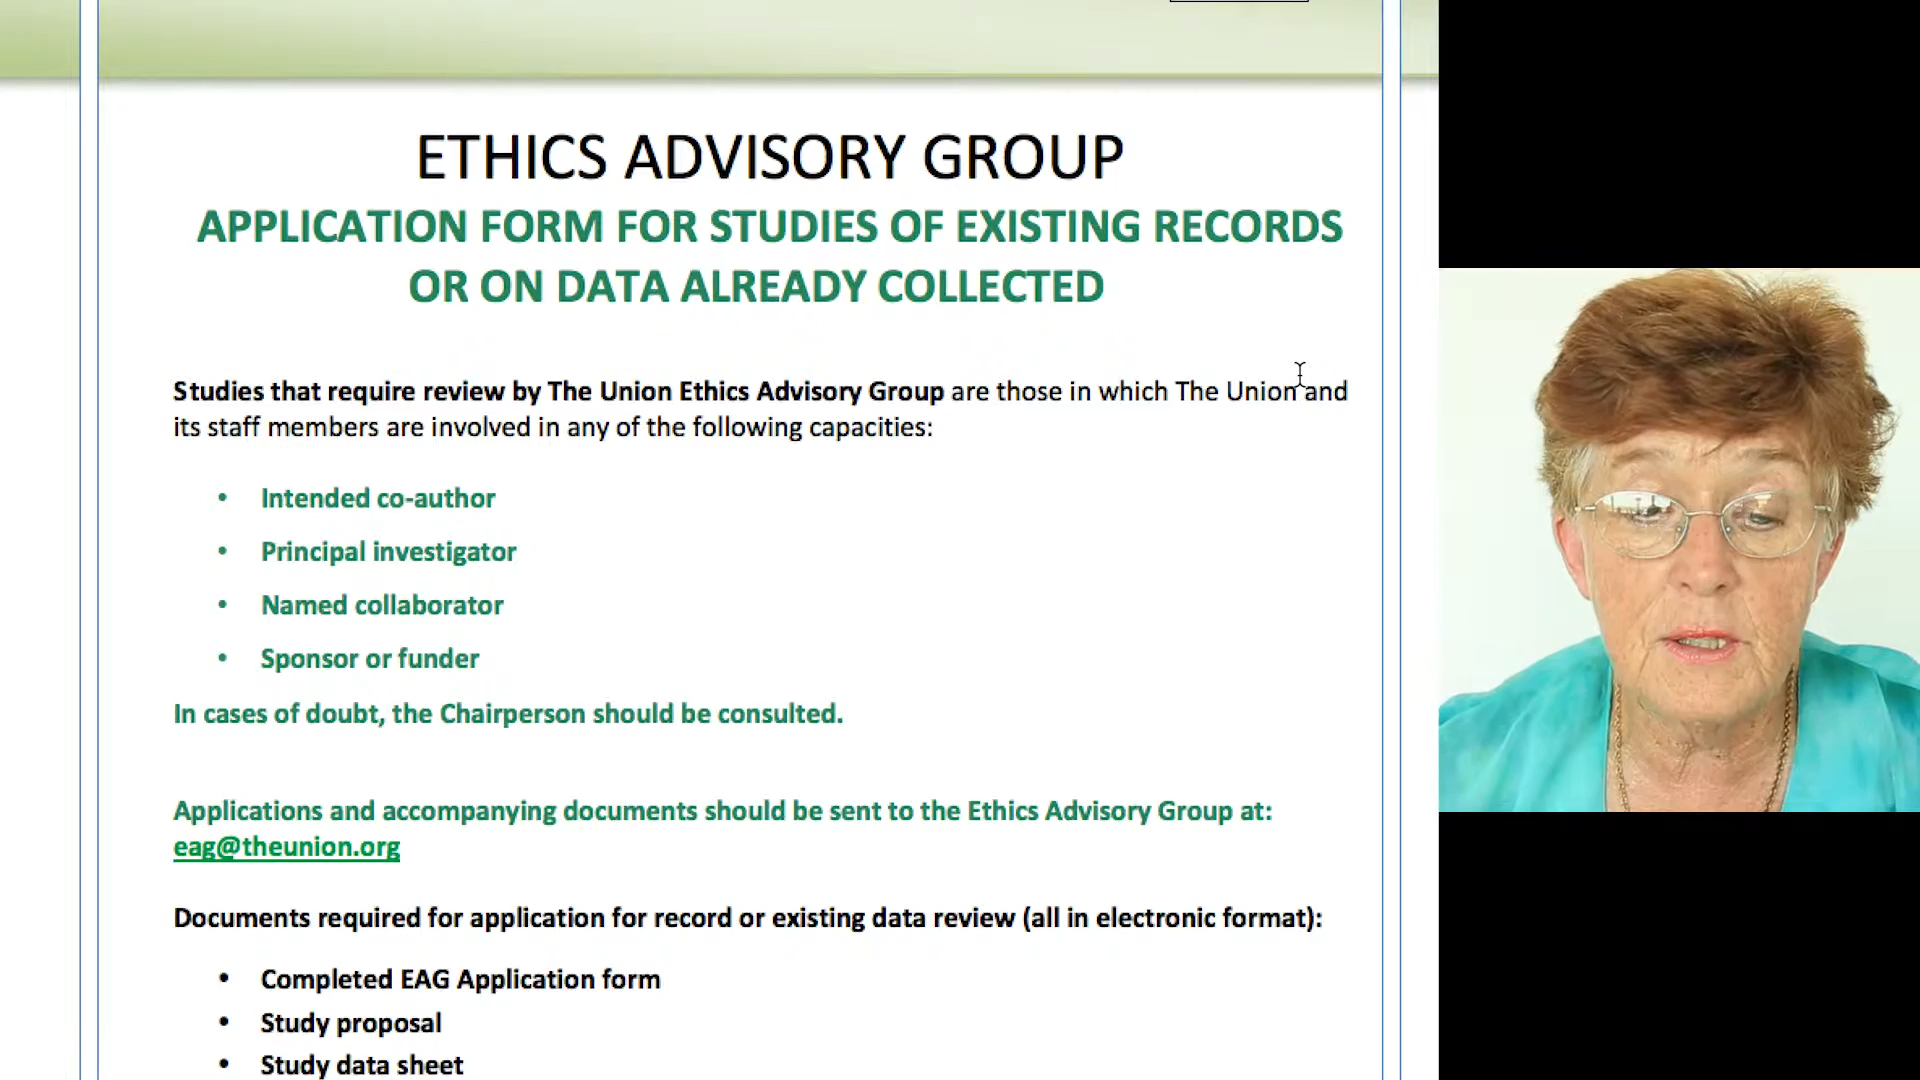 ETHICS ADVISORY GROUP
APPLICATION FORM FOR STUDIES OF EXISTING RECORDS
OR ON DATA ALREADY COLLECTED
Studies that require review by The Union Ethics Advisory Group are those in which The Union and
its staff members are involved in any of the following capacities:
• Intended co-author
• Principal investigator
• Named collaborator
• Sponsor or funder
In cases of doubt, the Chairperson should be consulted.
Applications and accompanying documents should be sent to the Ethics Advisory Group at:
eag@theunion.org
Documents required for application for record or existing data review (all in electronic format):
• Completed EAG Application form
• Study proposal
• Study data sheet